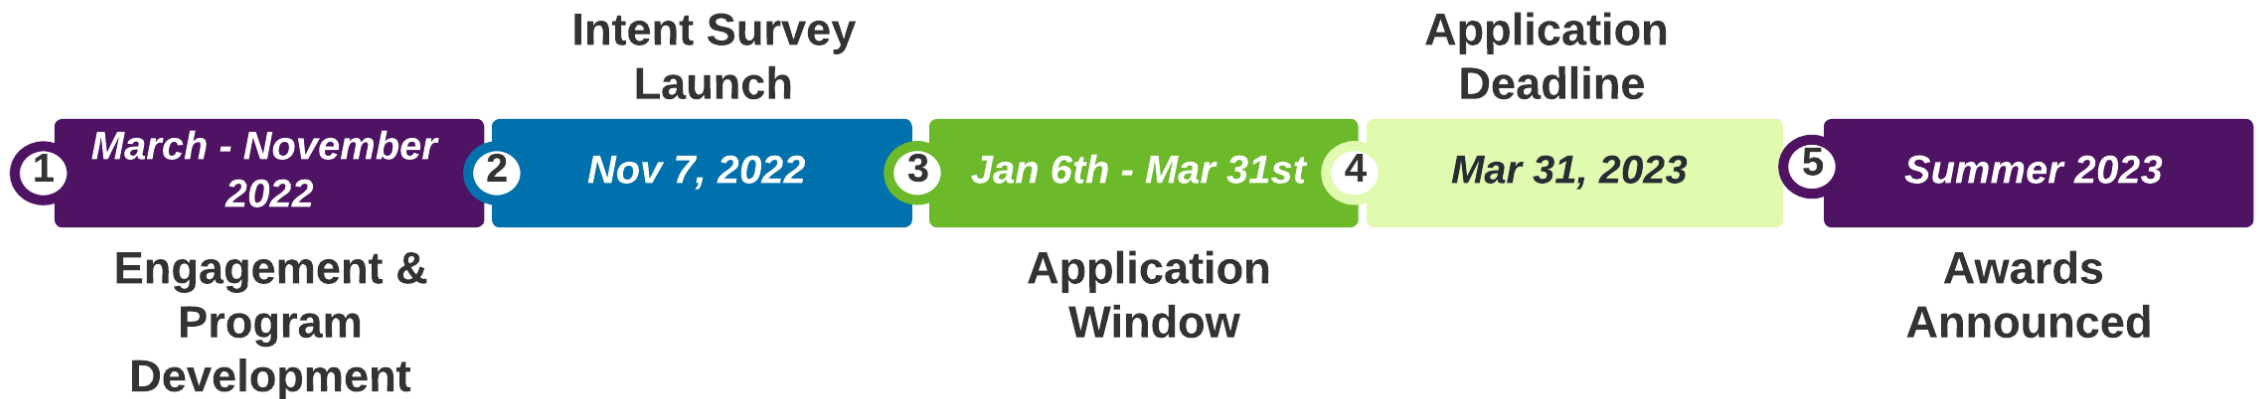 1
March - November
2022
Engagement &
Program
Development
Intent Survey
Launch
2
Nov 7, 2022
3
Jan 6th - Mar 31st
Application
Window
Application
Deadline
4
Mar 31, 2023
5
Summer 2023
Awards
Announced